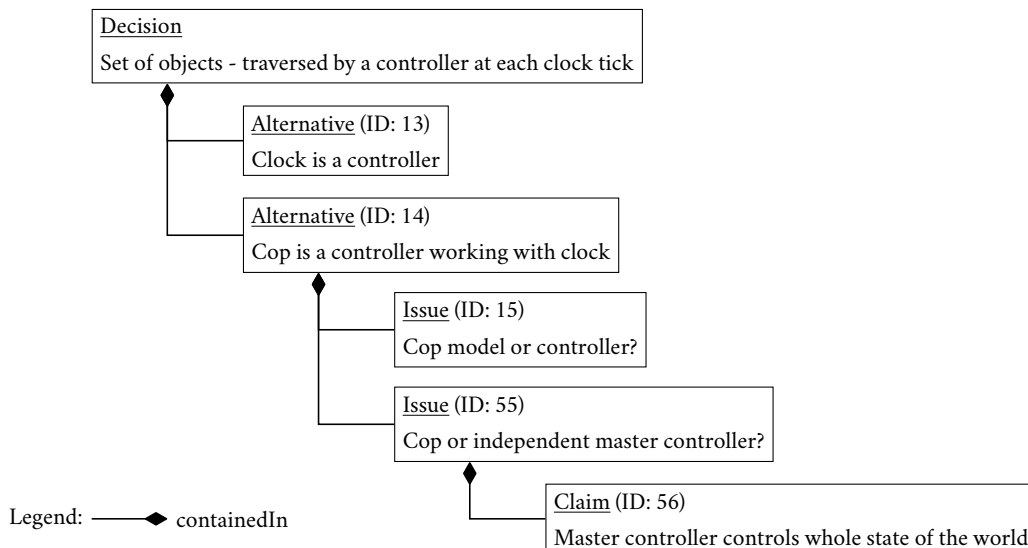 Decision
Set of objects - traversed by a controller at each clock tick
Alternative (ID: 13)
Clock is a controller
Alternative (ID: 14)
Cop is a controller working with clock
Issue (ID: 15)
Cop model or controller?
Issue (ID: 55)
Cop or independent master controller?
Claim (ID: 56)
Master controller controls whole state of the world
Legend: containedIn